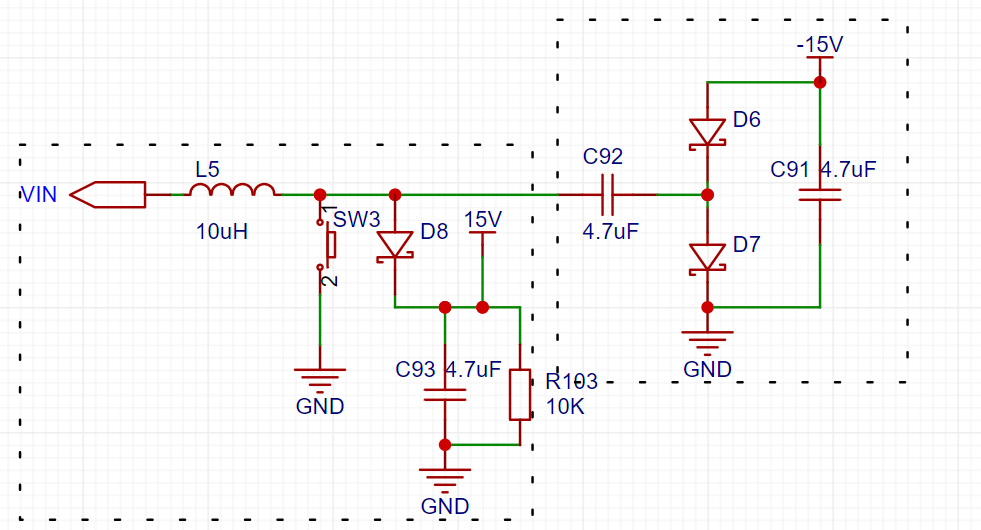 -15V
D6
C92
L5
C91 4.7uF
VIN
1
SW3
15V
10uH
D8
4.7uF
D7
2
C93 4.7uF
GND
R103
GND
10K
GND